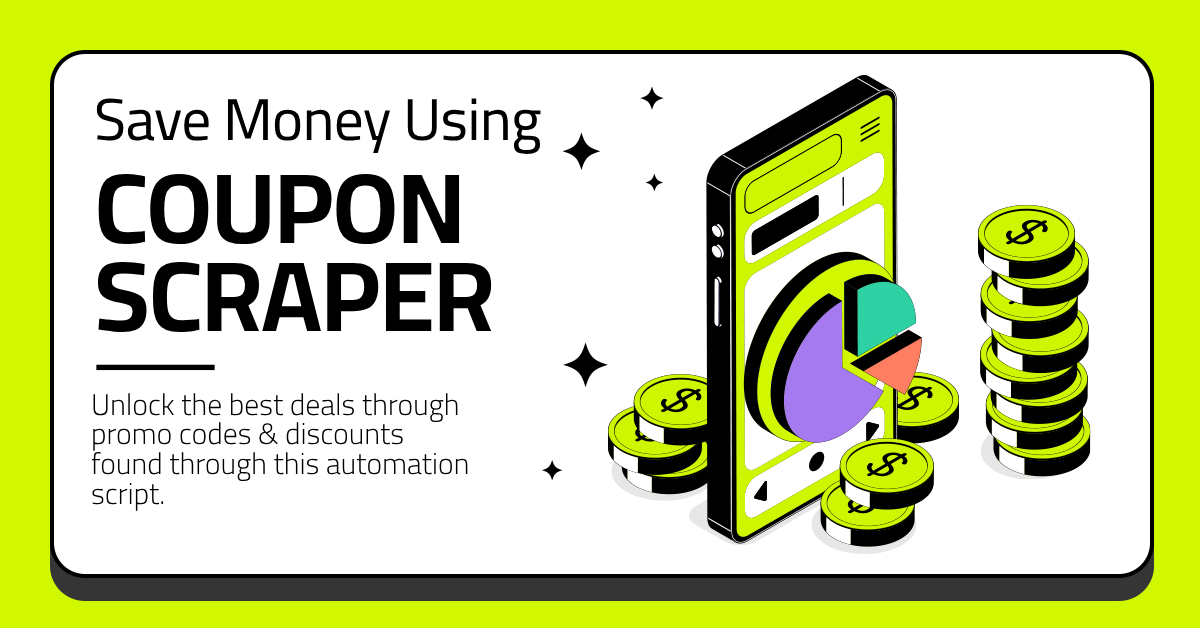 Save Money Using
COUPON
SCRAPER
Unlock the best deals through
promo codes & discounts
found through this automation
script.
$
$
$
$